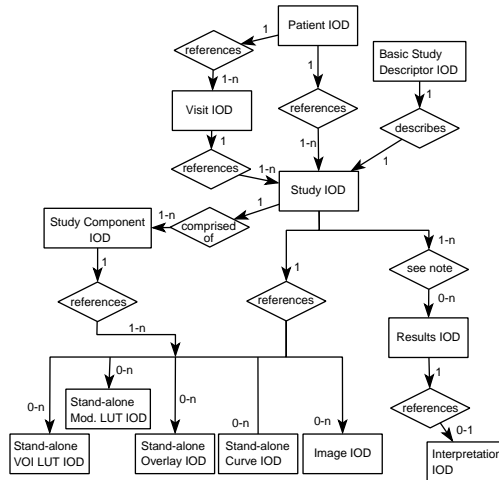 Patient IOD
1
1
references
Basic Study
Descriptor IOD
1-n
1
Visit IOD
references
1
describes
1-n
references
1-n
1
Study IOD
1-n
1
Study Component
IOD
comprised
of
1
1
1-n
references
references
see note
0-n
1-n
Results IOD
1
0-n
0-n
0-n
0-n
0-n
references
Stand-alone
Mod. LUT IOD
0-1
Stand-alone
VOI LUT IOD
Stand-alone
Overlay IOD
Stand-alone
Curve IOD
Image IOD
Interpretation
IOD